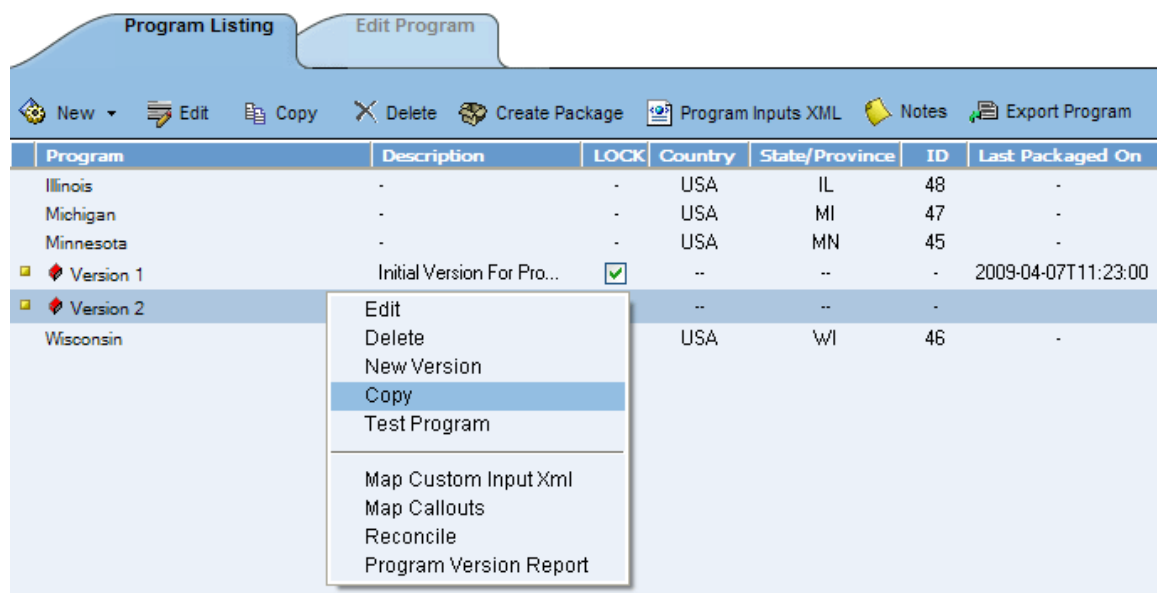 Program Listing Edit Program
New Edit Copy Delete Create Package Program Inputs XML Notes Export Program
Program Description LOCK Country State/Province ID Last Packaged On
Illinois - - USA IL 48 -
Michigan - - USA MI 47 -
Minnesota - - USA MN 45 -
Version 1 Initial Version For Pro... -- -- - 2009-04-07T11:23:00
Version 2 -- -- -
Wisconsin USA WI 46 -
Edit
Delete
New Version
Copy
Test Program
Map Custom Input Xml
Map Callouts
Reconcile
Program Version Report